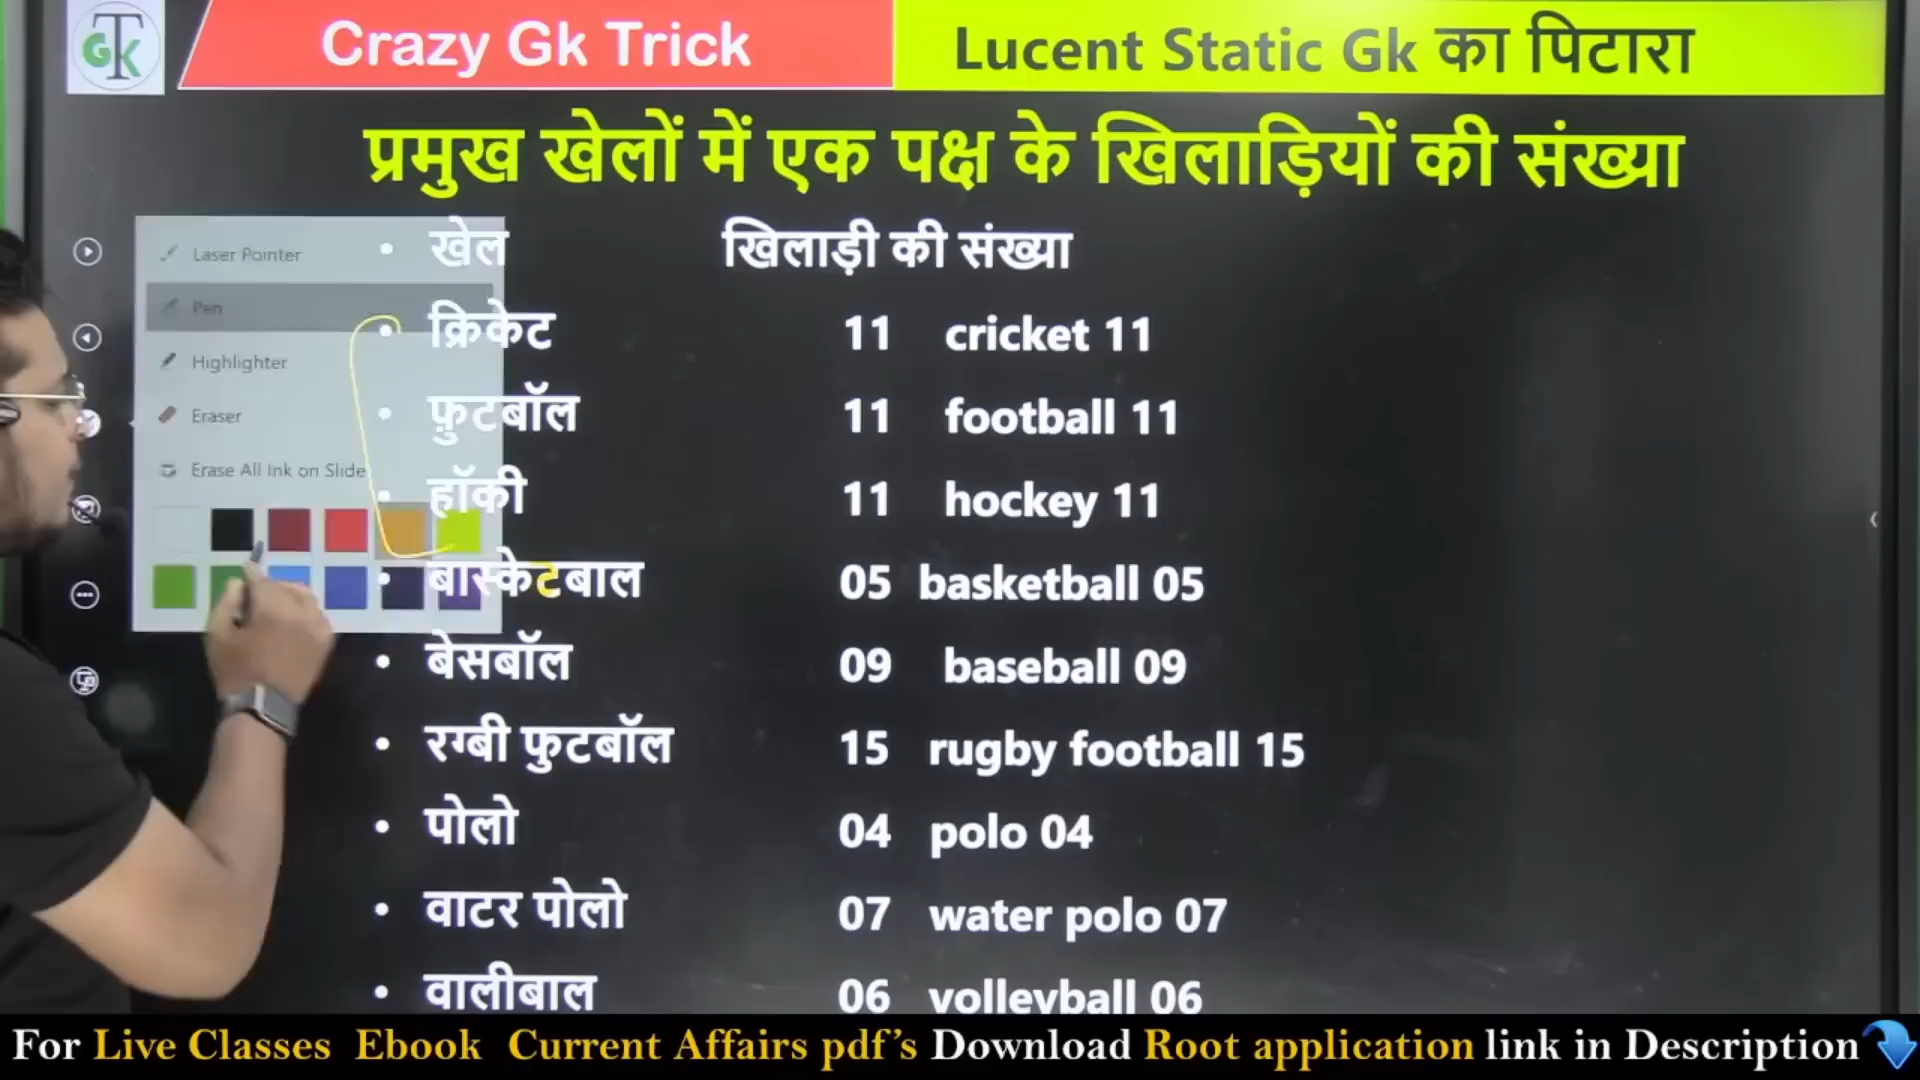 TGK
Crazy Gk Trick
Lucent Static Gk का पिटारा
प्रमुख खेलों में एक पक्ष के खिलाड़ियों की संख्या
Laser Pointer
Pen
Highlighter
Eraser
Erase All Ink on Slide
• खेल खिलाड़ी की संख्या
• क्रिकेट 11 cricket 11
• फ़ुटबॉल 11 football 11
• हॉकी 11 hockey 11
• बास्केटबाल 05 basketball 05
• बेसबॉल 09 baseball 09
• रग्बी फुटबॉल 15 rugby football 15
• पोलो 04 polo 04
• वाटर पोलो 07 water polo 07
• वालीबाल 06 volleyball 06
For Live Classes Ebook Current Affairs pdf's Download Root application link in Description